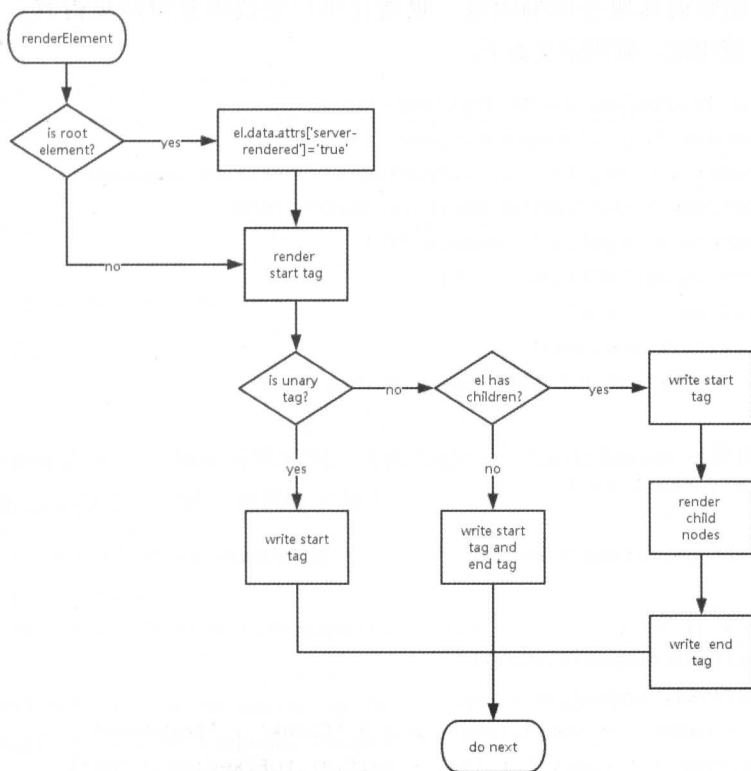 renderElement
is root
element?
yes
el.data.attrs['server-
rendered']='true'
no
render
start tag
is unary
tag?
no
el has
children?
yes
write start
tag
yes
no
render
child
nodes
write start
tag
write start
tag and
end tag
write end
tag
do next